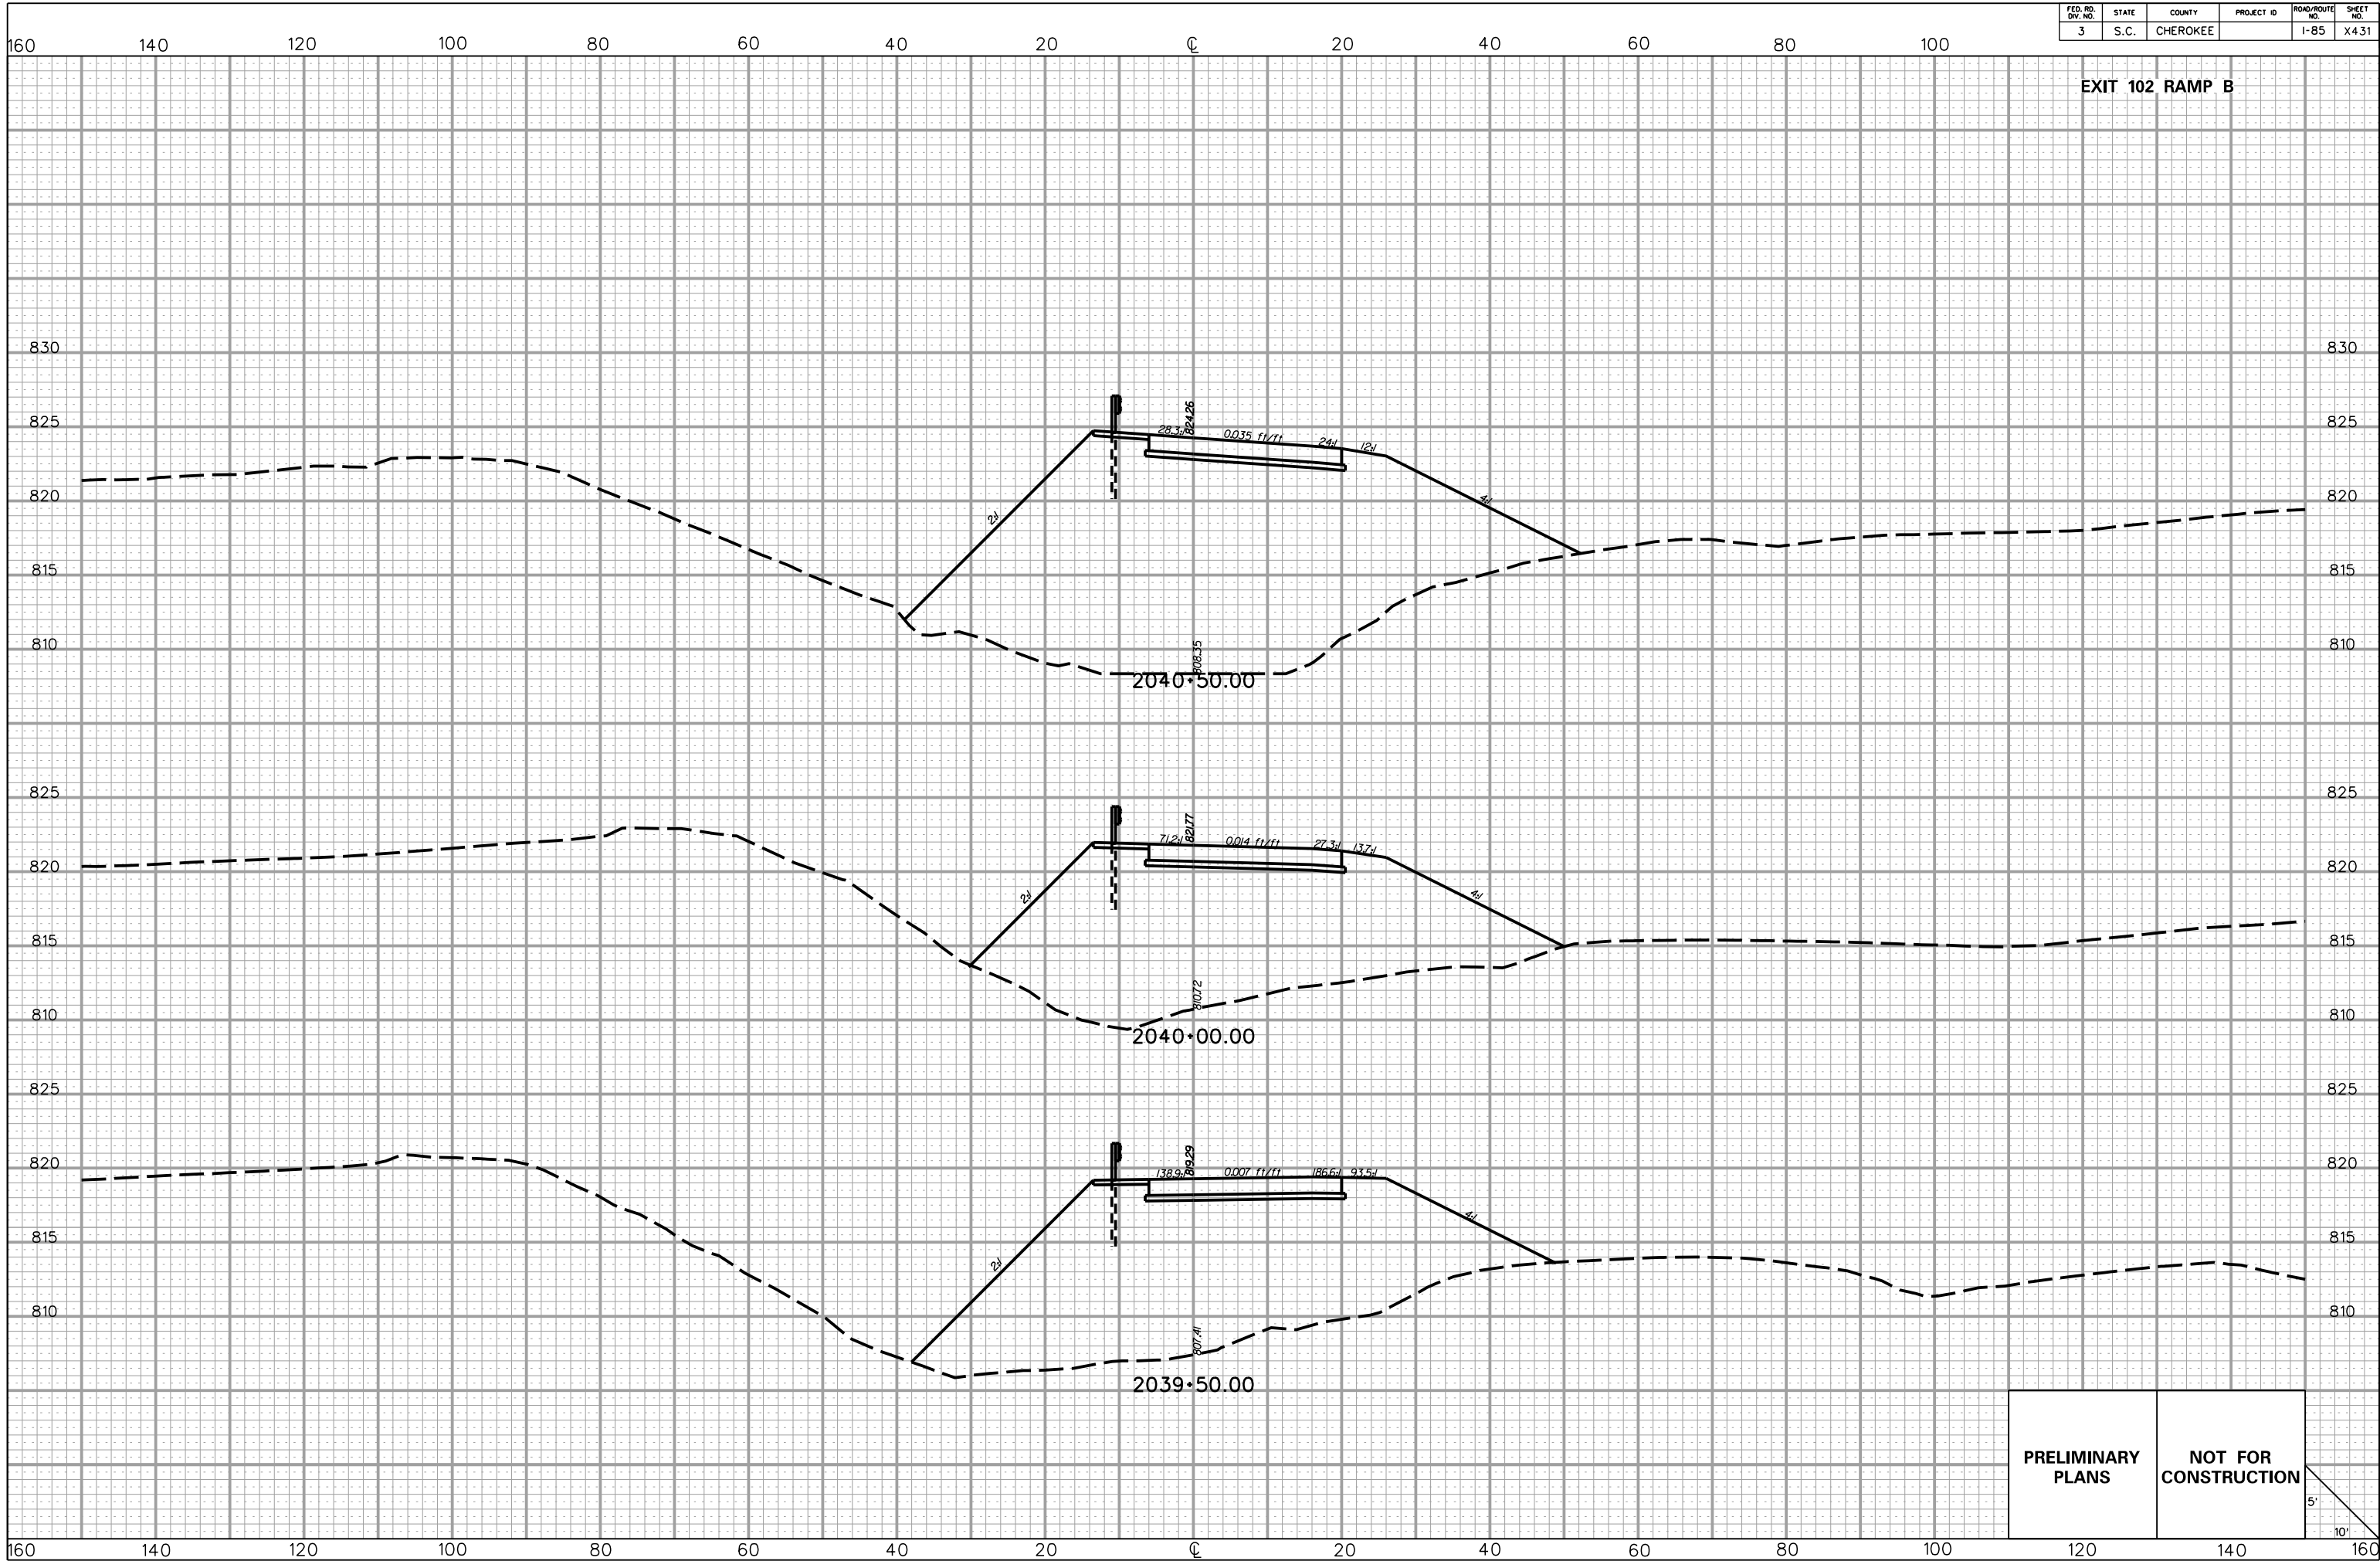 FED. RD. DIV. NO. STATE COUNTY PROJECT ID ROAD/ROUTE NO. SHEET NO.
3 S.C. CHEROKEE I-85 X431
160 140 120 100 80 60 40 20 ℄ 20 40 60 80 100
EXIT 102 RAMP B
830 830
825 825
28.3:1 824.26 0.035 ft/ft 24:1 12:1
820 820
2:1 4:1
815 815
810 810
808.35
2040+50.00
825 825
71.2:1 821.77 0.014 ft/ft 27.3:1 13.7:1
820 820
2:1 4:1
815 815
810 810
810.72
2040+00.00
825 825
820 820
138.9:1 819.29 0.007 ft/ft 186.6:1 93.5:1
815 815
2:1 4:1
810 810
807.41
2039+50.00
PRELIMINARY PLANS
NOT FOR CONSTRUCTION
5'
10'
160 140 120 100 80 60 40 20 ℄ 20 40 60 80 100 120 140 160